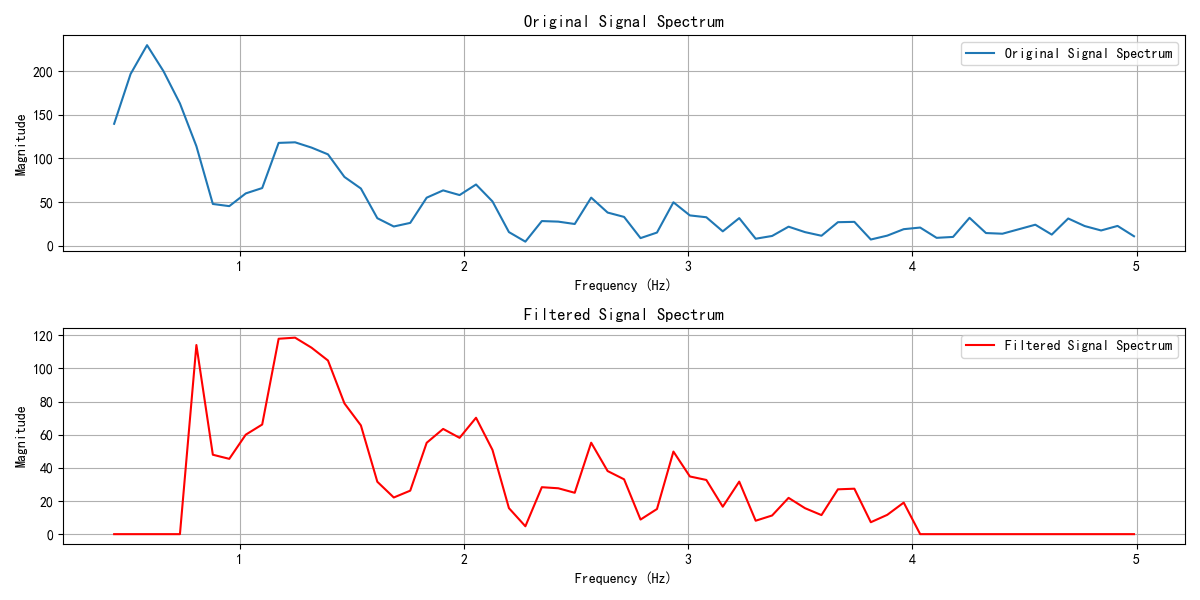 Original Signal Spectrum
Original Signal Spectrum
Magnitude
200
150
100
50
0
1
2
3
4
5
Frequency (Hz)
Filtered Signal Spectrum
Filtered Signal Spectrum
Magnitude
120
100
80
60
40
20
0
1
2
3
4
5
Frequency (Hz)